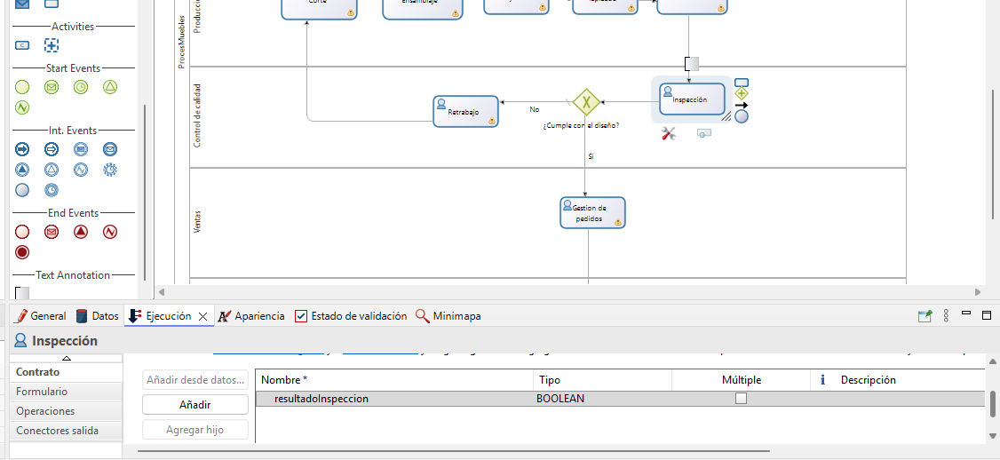 Activities
Start Events
Int. Events
End Events
Text Annotation
ProcesMuebles
Corte
Ensamblaje
Control de calidad
Retrabajo
No
¿Cumple con el diseño?
Inspección
Si
Ventas
Gestion de
pedidos
General
Datos
Ejecución
Apariencia
Estado de validación
Minimapa
Inspección
Contrato
Formulario
Operaciones
Conectores salida
Añadir desde datos...
Añadir
Agregar hijo
Nombre * Tipo Múltiple i Descripción
resultadoInspeccion BOOLEAN